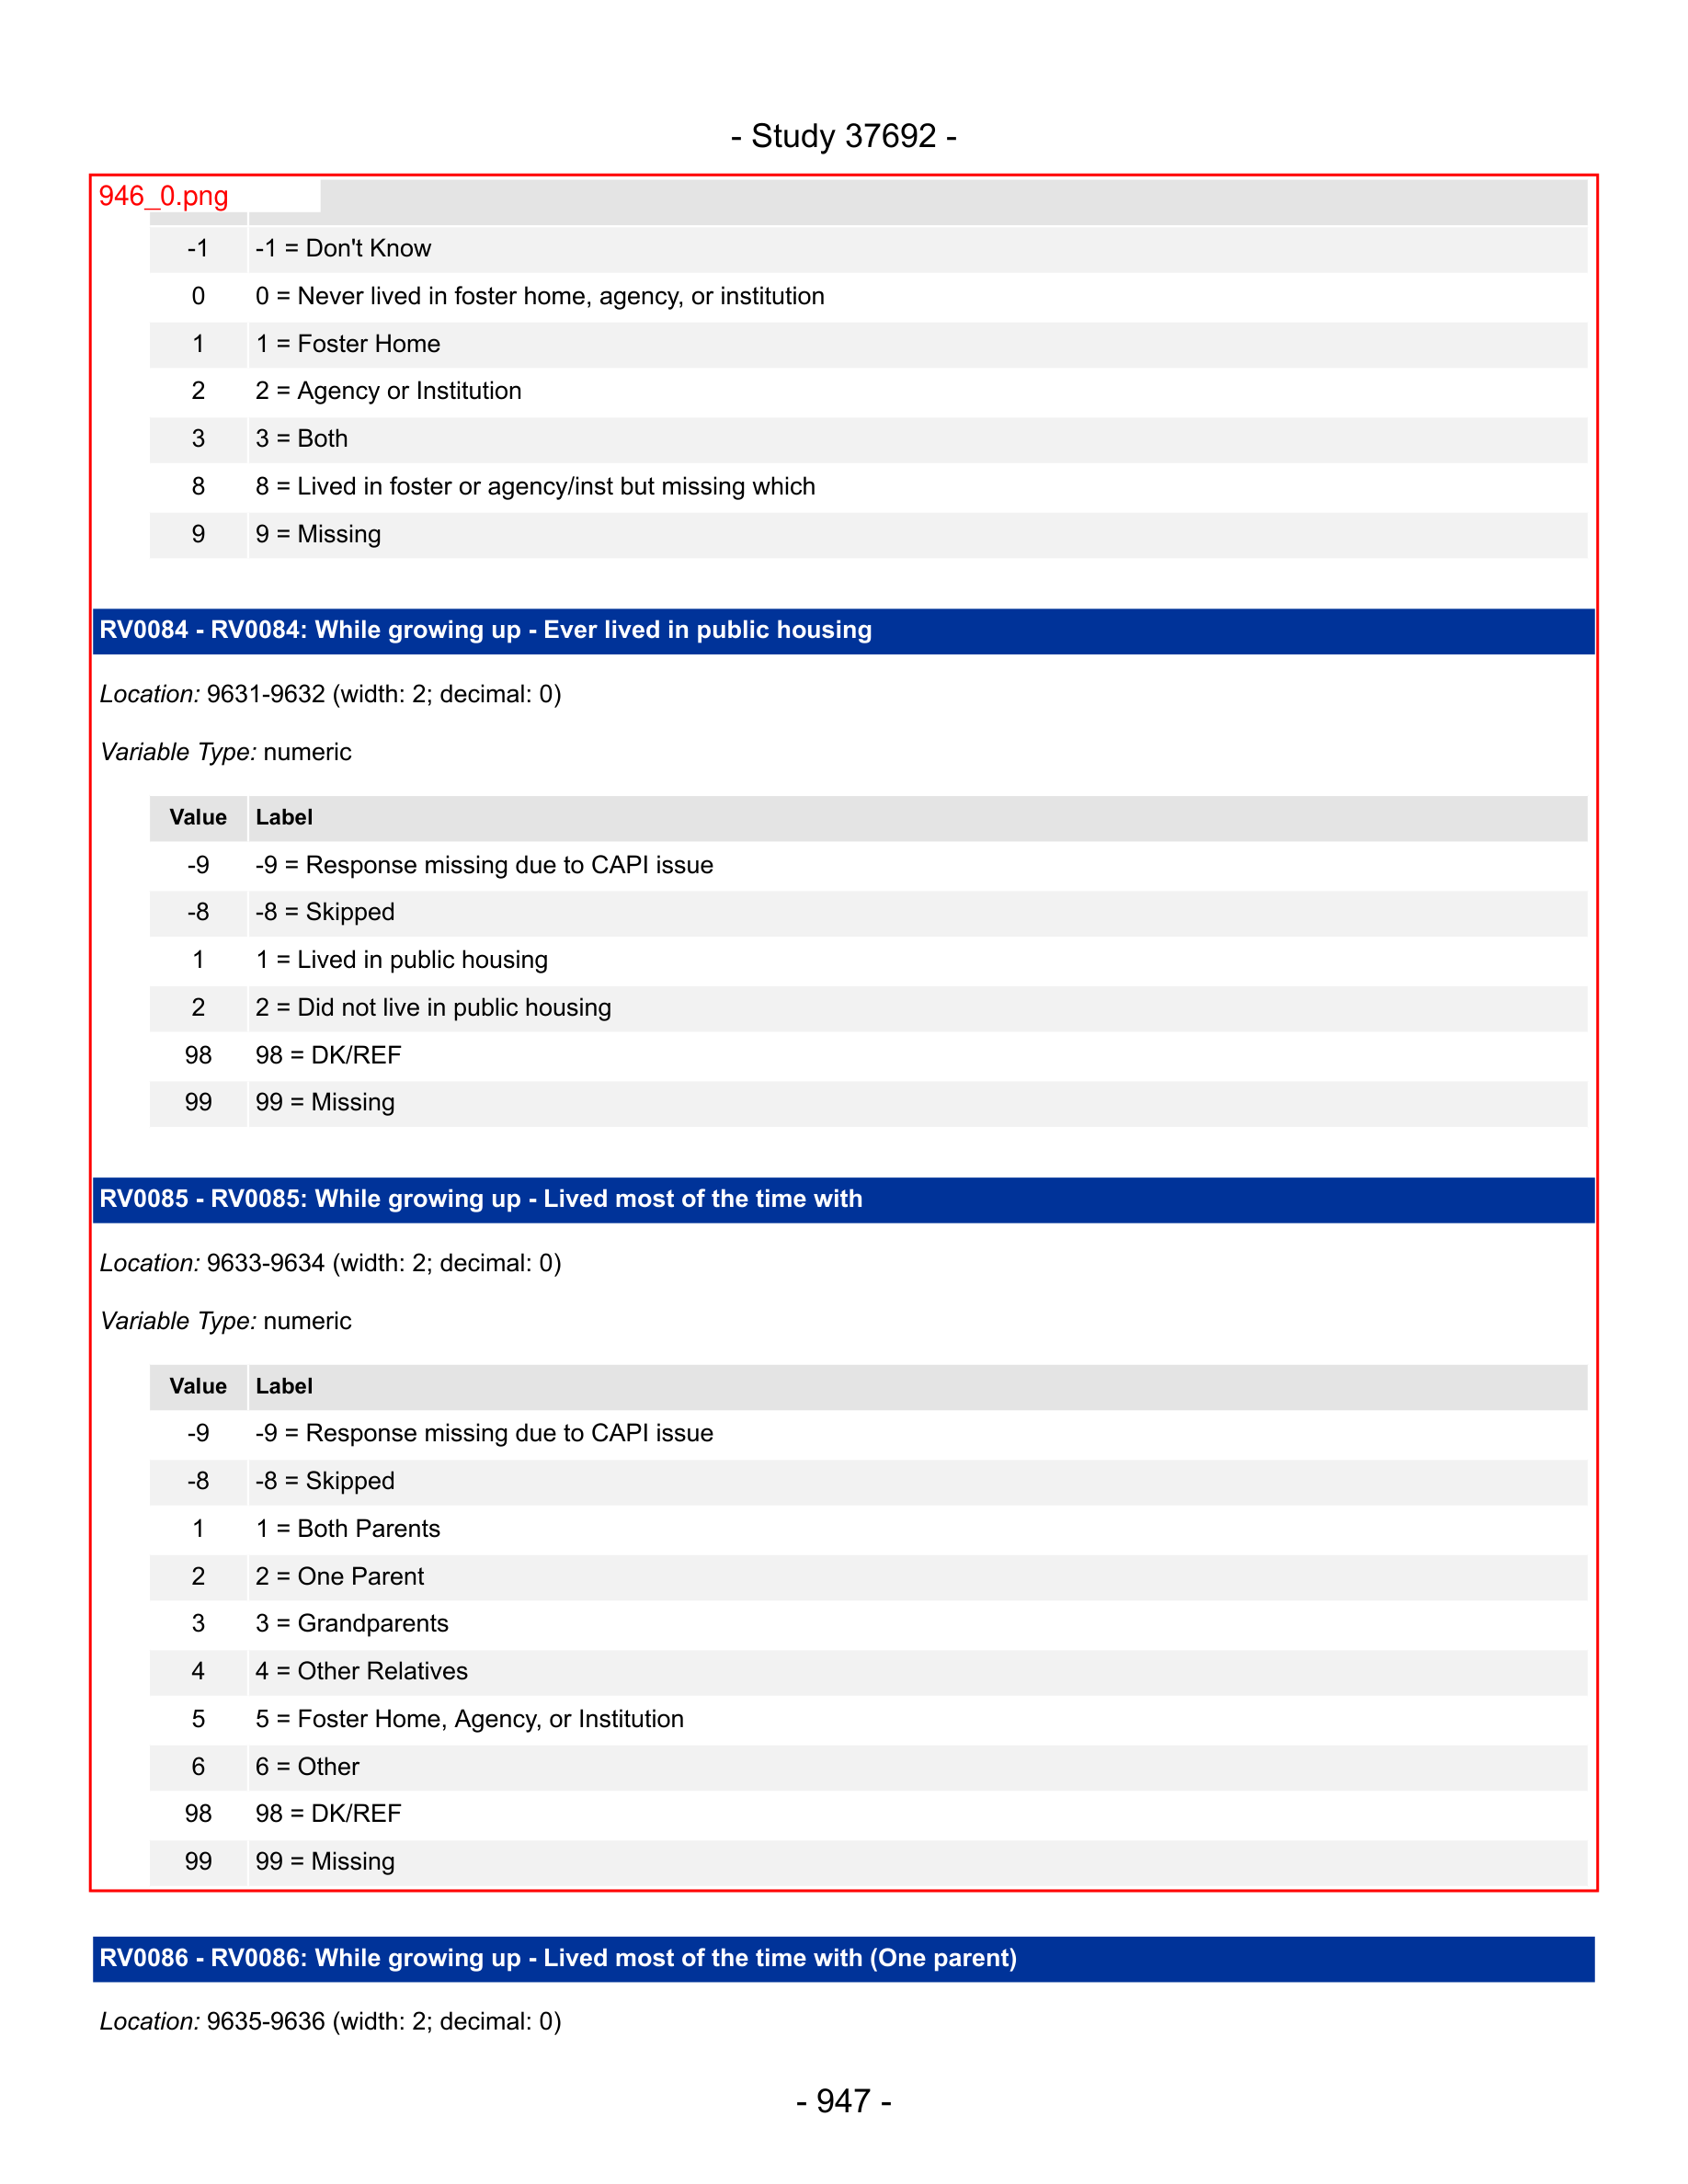 - Study 37692 -
946_0.png
-1 -1 = Don't Know
0 0 = Never lived in foster home, agency, or institution
1 1 = Foster Home
2 2 = Agency or Institution
3 3 = Both
8 8 = Lived in foster or agency/inst but missing which
9 9 = Missing
RV0084 - RV0084: While growing up - Ever lived in public housing
Location: 9631-9632 (width: 2; decimal: 0)
Variable Type: numeric
Value Label
-9 -9 = Response missing due to CAPI issue
-8 -8 = Skipped
1 1 = Lived in public housing
2 2 = Did not live in public housing
98 98 = DK/REF
99 99 = Missing
RV0085 - RV0085: While growing up - Lived most of the time with
Location: 9633-9634 (width: 2; decimal: 0)
Variable Type: numeric
Value Label
-9 -9 = Response missing due to CAPI issue
-8 -8 = Skipped
1 1 = Both Parents
2 2 = One Parent
3 3 = Grandparents
4 4 = Other Relatives
5 5 = Foster Home, Agency, or Institution
6 6 = Other
98 98 = DK/REF
99 99 = Missing
RV0086 - RV0086: While growing up - Lived most of the time with (One parent)
Location: 9635-9636 (width: 2; decimal: 0)
- 947 -